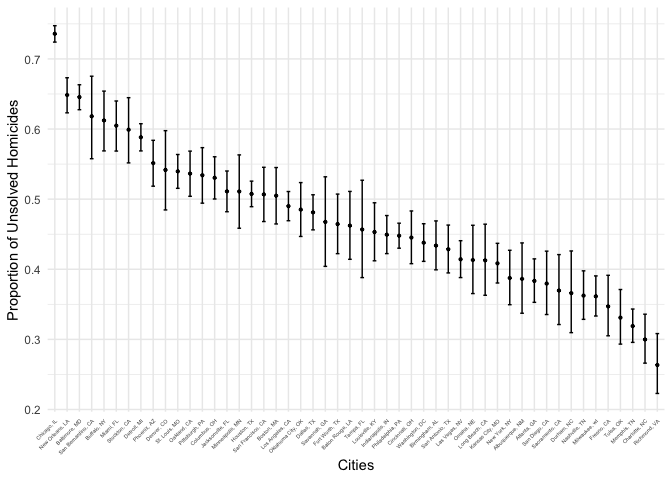 Proportion of Unsolved Homicides
0.7
0.6
0.5
0.4
0.3
0.2
Chicago, IL
New Orleans, LA
Baltimore, MD
San Bernardino, CA
Buffalo, NY
Miami, FL
Stockton, CA
Detroit, MI
Phoenix, AZ
Denver, CO
St. Louis, MO
Oakland, CA
Pittsburgh, PA
Columbus, OH
Jacksonville, FL
Minneapolis, MN
Houston, TX
San Francisco, CA
Boston, MA
Los Angeles, CA
Oklahoma City, OK
Dallas, TX
Savannah, GA
Fort Worth, TX
Baton Rouge, LA
Tampa, FL
Louisville, KY
Indianapolis, IN
Philadelphia, PA
Cincinnati, OH
Washington, DC
Birmingham, AL
San Antonio, TX
Las Vegas, NV
Omaha, NE
Long Beach, CA
Kansas City, MO
New York, NY
Albuquerque, NM
Atlanta, GA
San Diego, CA
Sacramento, CA
Durham, NC
Nashville, TN
Milwaukee, wI
Fresno, CA
Tulsa, OK
Memphis, TN
Charlotte, NC
Richmond, VA
Cities